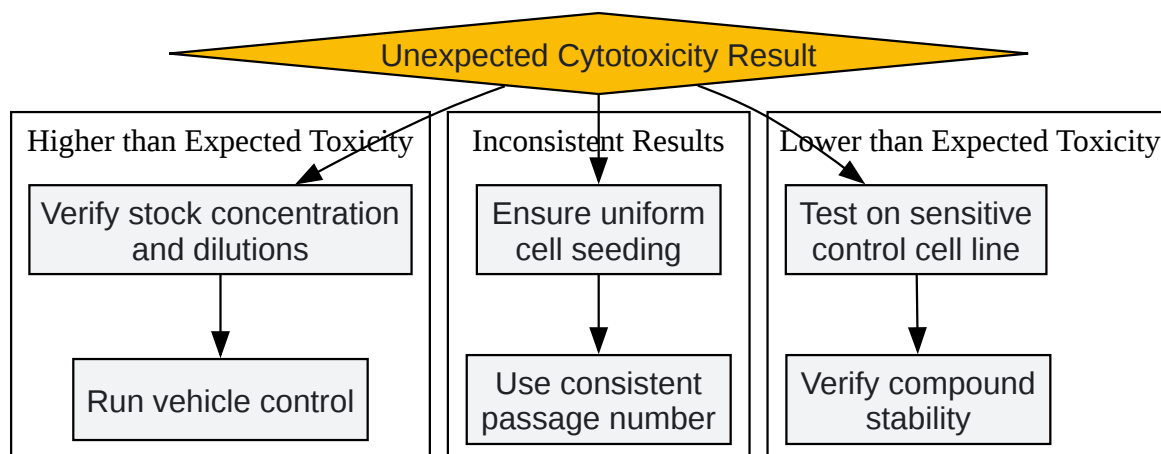 Unexpected Cytotoxicity Result
Higher than Expected Toxicity
Verify stock concentration
and dilutions
Run vehicle control
Inconsistent Results
Ensure uniform
cell seeding
Use consistent
passage number
Lower than Expected Toxicity
Test on sensitive
control cell line
Verify compound
stability